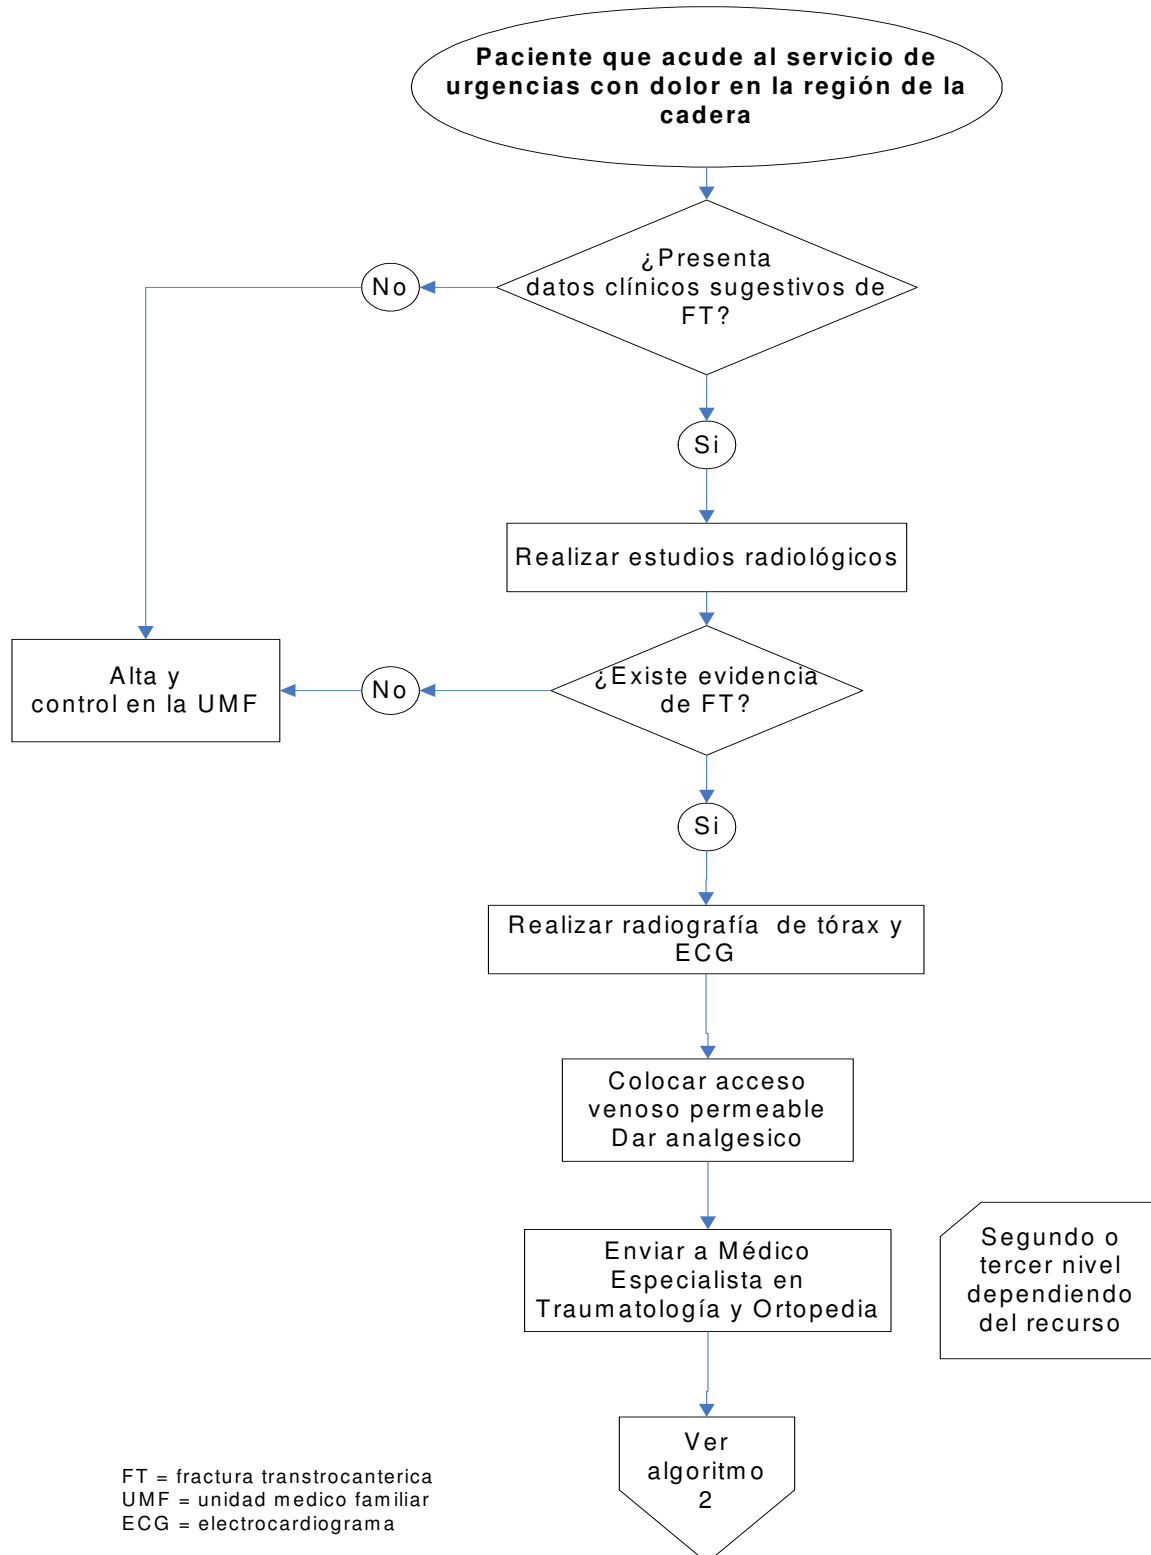 Paciente que acude al servicio de
urgencias con dolor en la región de la
cadera
¿Presenta
datos clínicos sugestivos de
FT?
No
Si
Realizar estudios radiológicos
¿Existe evidencia
de FT?
No
Alta y
control en la UMF
Si
Realizar radiografía de tórax y
ECG
Colocar acceso
venoso permeable
Dar analgesico
Enviar a Médico
Especialista en
Traumatología y Ortopedia
Segundo o
tercer nivel
dependiendo
del recurso
Ver
algoritmo
2
FT = fractura transtrocanterica
UMF = unidad medico familiar
ECG = electrocardiograma